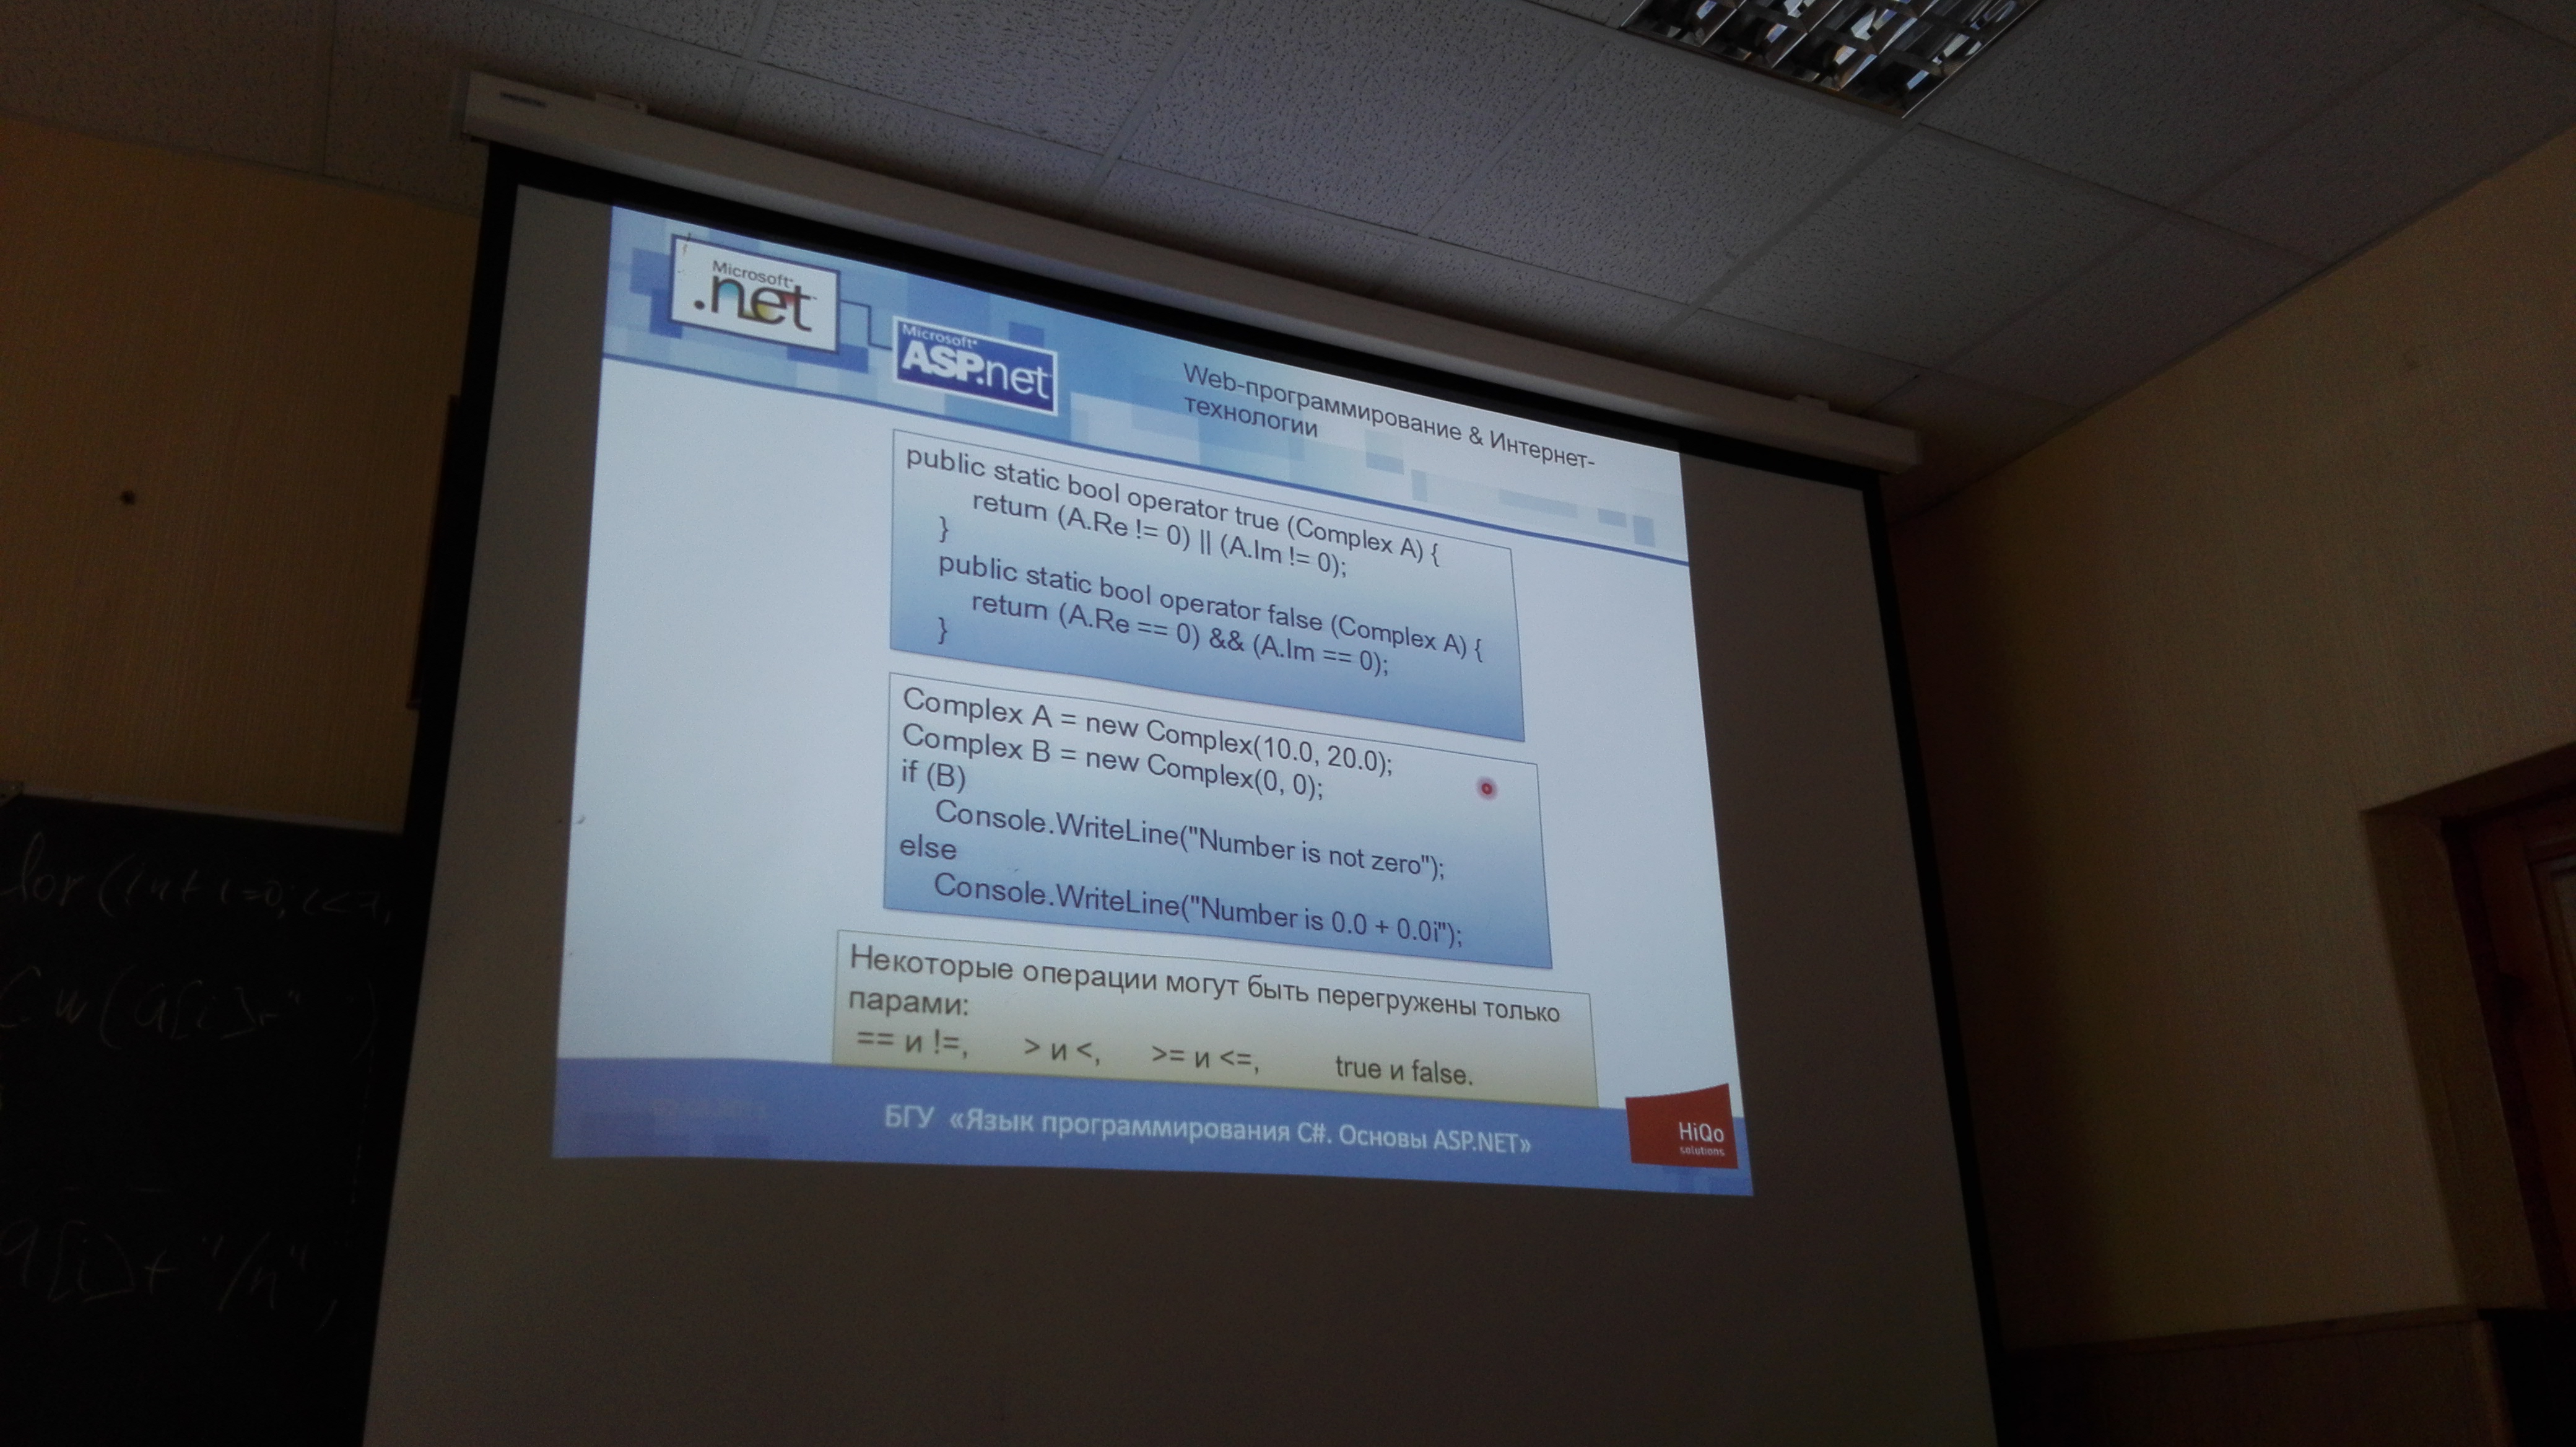 Microsoft
.net
Microsoft
ASP.net
Web-программирование & Интернет-
технологии
public static bool operator true (Complex A) {
return (A.Re != 0) || (A.Im != 0);
}
public static bool operator false (Complex A) {
return (A.Re == 0) && (A.Im == 0);
}
Complex A = new Complex(10.0, 20.0);
Complex B = new Complex(0, 0);
if (B)
Console.WriteLine("Number is not zero");
else
Console.WriteLine("Number is 0.0 + 0.0i");
Некоторые операции могут быть перегружены только
парами:
== и !=, > и <, >= и <=, true и false.
БГУ «Язык программирования C#. Основы ASP.NET»
HiQo
solutions
for (int i=0; i<
a[i]+"/n",